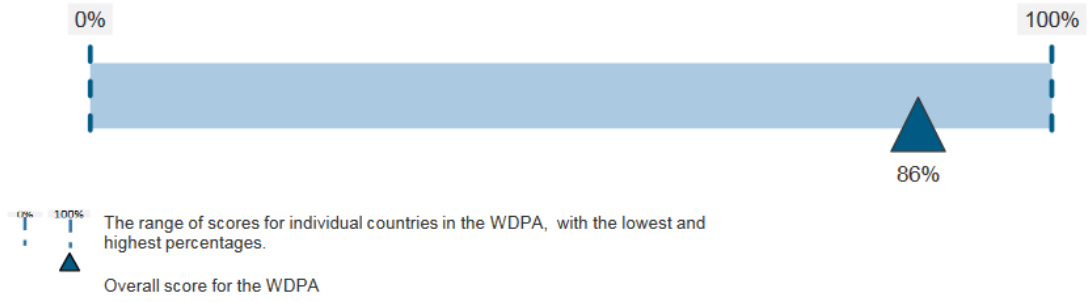 0% 100%
86%
0% 100%
The range of scores for individual countries in the WDPA, with the lowest and
highest percentages.
Overall score for the WDPA